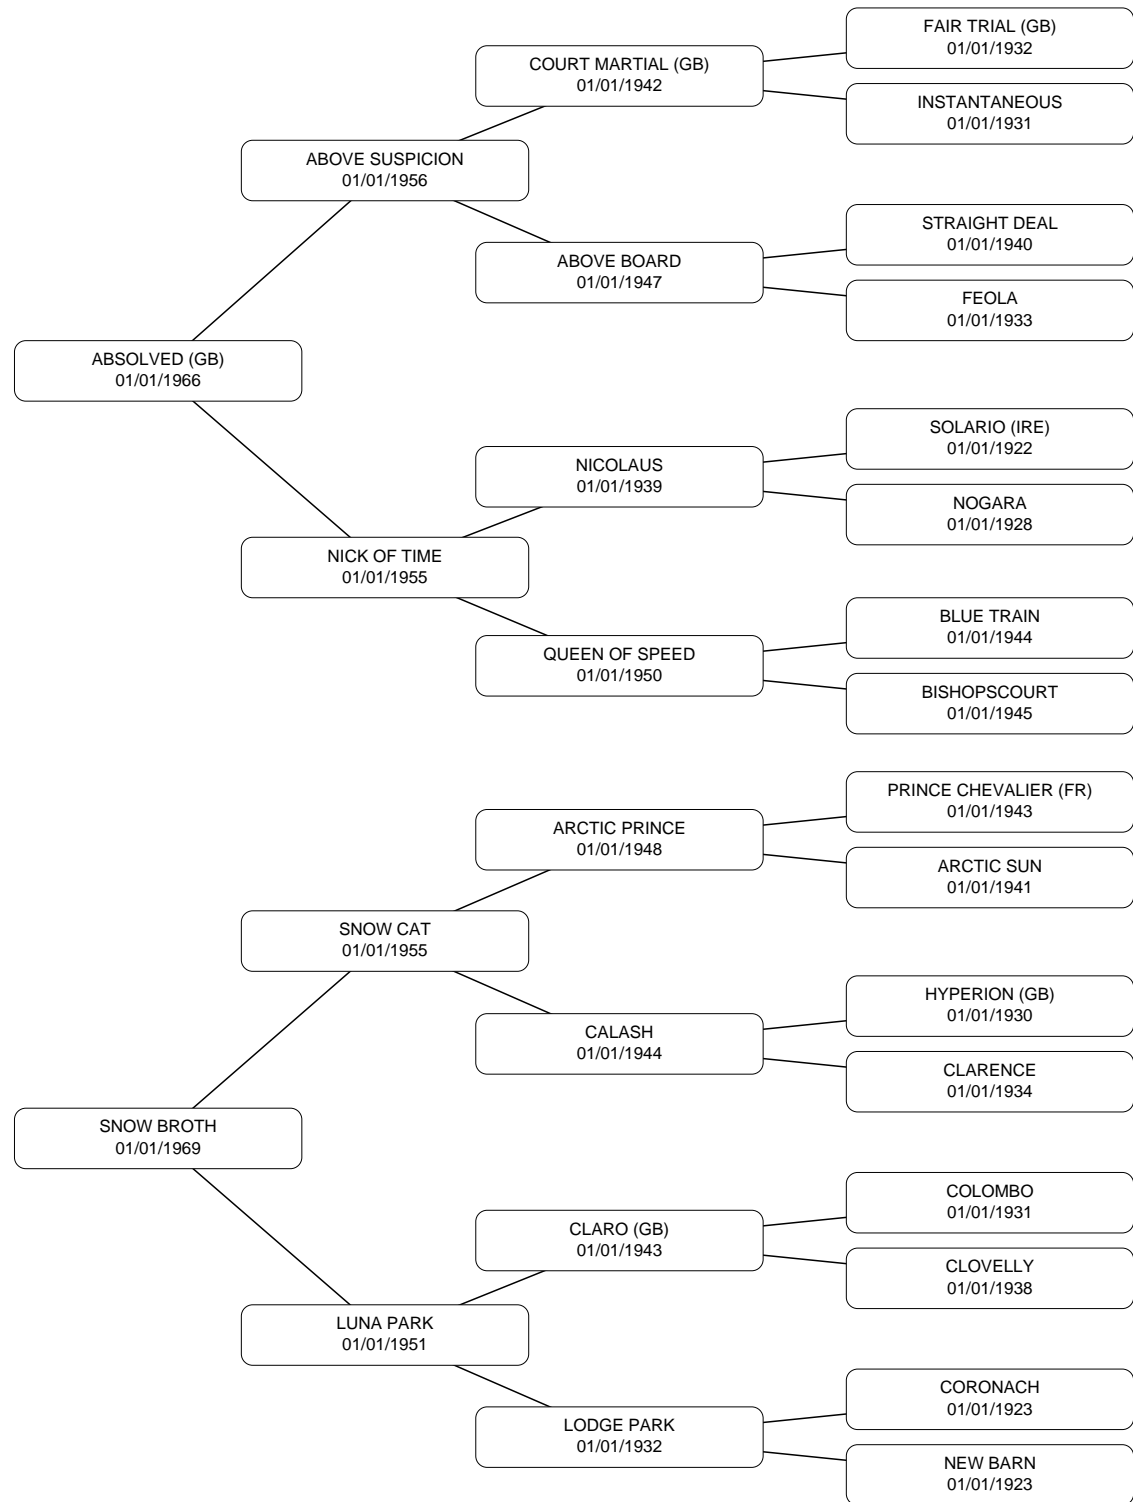 FAIR TRIAL (GB)
01/01/1932
COURT MARTIAL (GB)
01/01/1942
INSTANTANEOUS
01/01/1931
ABOVE SUSPICION
01/01/1956
STRAIGHT DEAL
01/01/1940
ABOVE BOARD
01/01/1947
FEOLA
01/01/1933
ABSOLVED (GB)
01/01/1966
SOLARIO (IRE)
01/01/1922
NICOLAUS
01/01/1939
NOGARA
01/01/1928
NICK OF TIME
01/01/1955
BLUE TRAIN
01/01/1944
QUEEN OF SPEED
01/01/1950
BISHOPSCOURT
01/01/1945
PRINCE CHEVALIER (FR)
01/01/1943
ARCTIC PRINCE
01/01/1948
ARCTIC SUN
01/01/1941
SNOW CAT
01/01/1955
HYPERION (GB)
01/01/1930
CALASH
01/01/1944
CLARENCE
01/01/1934
SNOW BROTH
01/01/1969
COLOMBO
01/01/1931
CLARO (GB)
01/01/1943
CLOVELLY
01/01/1938
LUNA PARK
01/01/1951
CORONACH
01/01/1923
LODGE PARK
01/01/1932
NEW BARN
01/01/1923